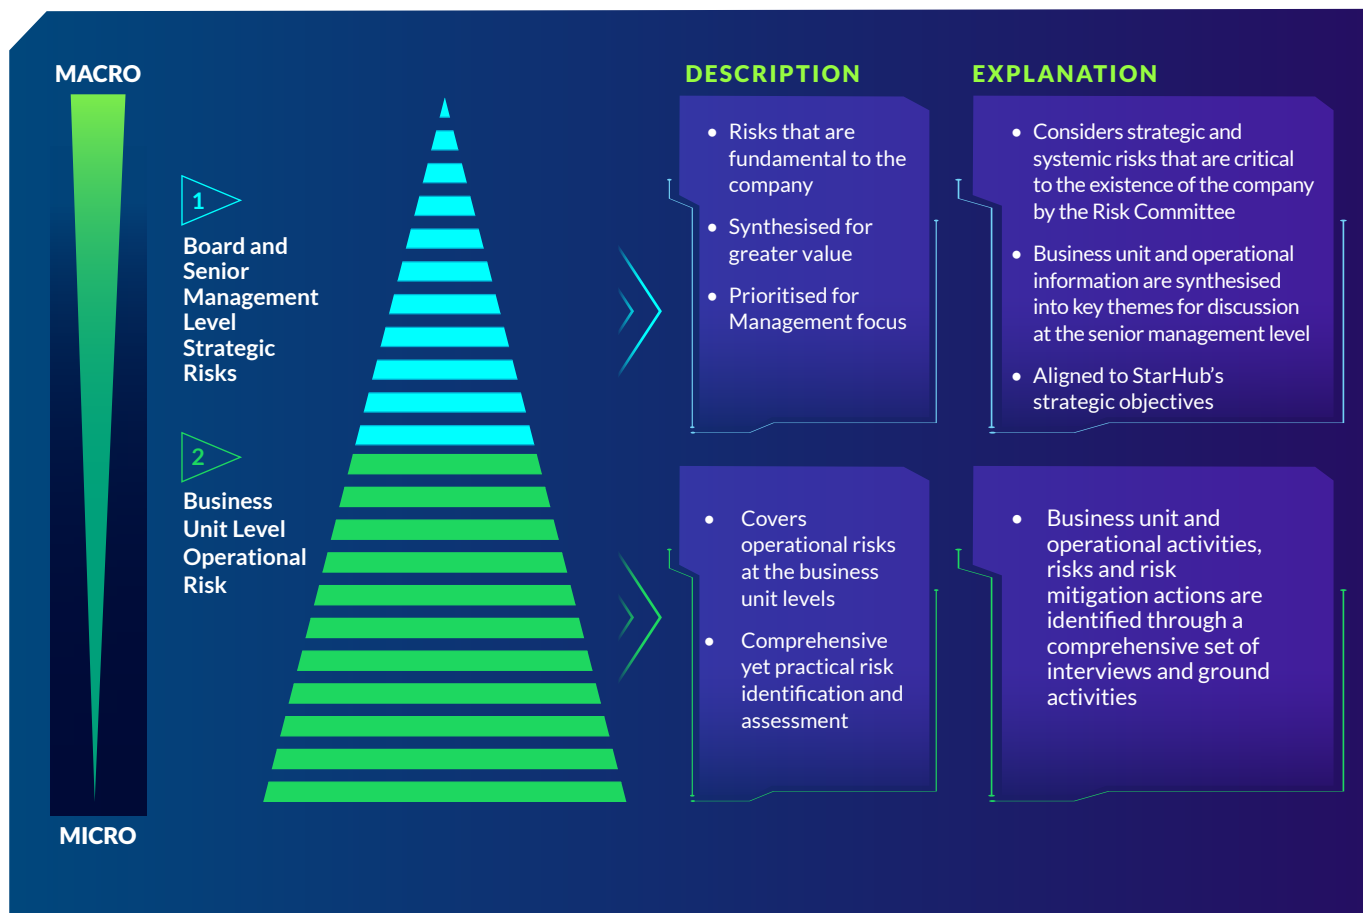 MACRO
MICRO
1
Board and
Senior
Management
Level
Strategic
Risks
2
Business
Unit Level
Operational
Risk
DESCRIPTION
• Risks that are
fundamental to the
company
• Synthesised for
greater value
• Prioritised for
Management focus
• Covers
operational risks
at the business
unit levels
• Comprehensive
yet practical risk
identification and
assessment
EXPLANATION
• Considers strategic and
systemic risks that are critical
to the existence of the company
by the Risk Committee
• Business unit and operational
information are synthesised
into key themes for discussion
at the senior management level
• Aligned to StarHub’s
strategic objectives
• Business unit and
operational activities,
risks and risk
mitigation actions are
identified through a
comprehensive set of
interviews and ground
activities